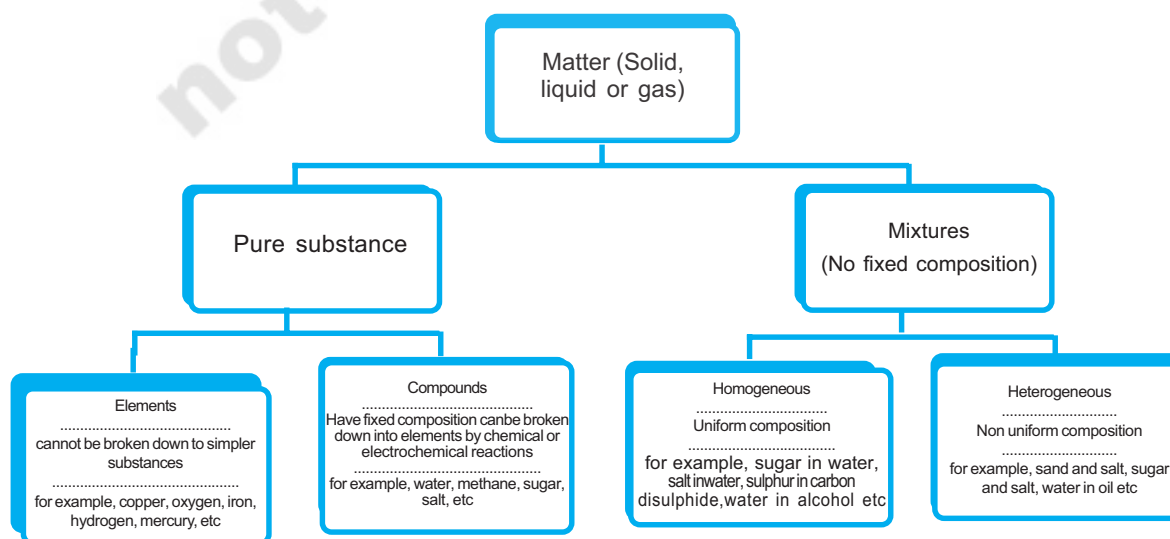 not
Matter (Solid,
liquid or gas)
Pure substance
Mixtures
(No fixed composition)
Elements
.......................................
cannot be broken down to simpler
substances
.............................................
for example, copper, oxygen, iron,
hydrogen, mercury, etc
Compounds
...........................................
Have fixed composition canbe broken
down into elements by chemical or
electrochemical reactions
..............................................
for example, water, methane, sugar,
salt, etc
Homogeneous
................................
Uniform composition
....................................
for example, sugar in water,
salt inwater, sulphur in carbon
disulphide,water in alcohol etc
Heterogeneous
.............................
Non uniform composition
.............................
for example, sand and salt, sugar
and salt, water in oil etc